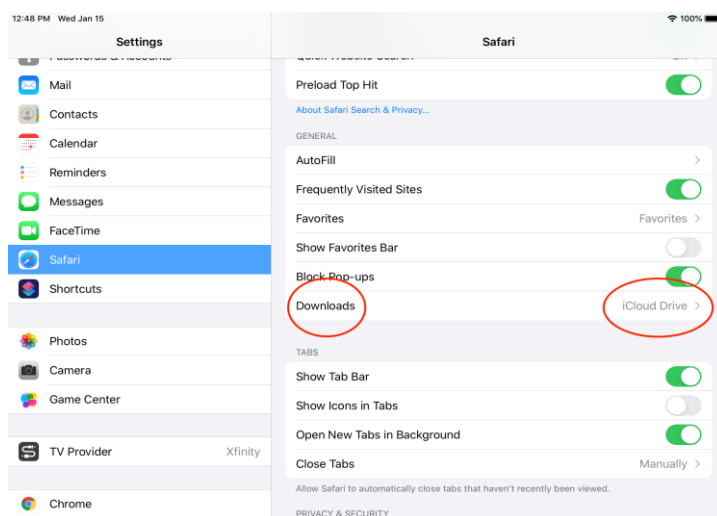 12:48 PM Wed Jan 15
100%
Settings
Safari
Mail
Contacts
Calendar
Reminders
Messages
FaceTime
Safari
Shortcuts
Photos
Camera
Game Center
TV Provider Xfinity
Chrome
Preload Top Hit
About Safari Search & Privacy...
GENERAL
AutoFill
Frequently Visited Sites
Favorites Favorites
Show Favorites Bar
Block Pop-ups
Downloads iCloud Drive
TABS
Show Tab Bar
Show Icons in Tabs
Open New Tabs in Background
Close Tabs Manually
Allow Safari to automatically close tabs that haven't recently been viewed.
PRIVACY & SECURITY